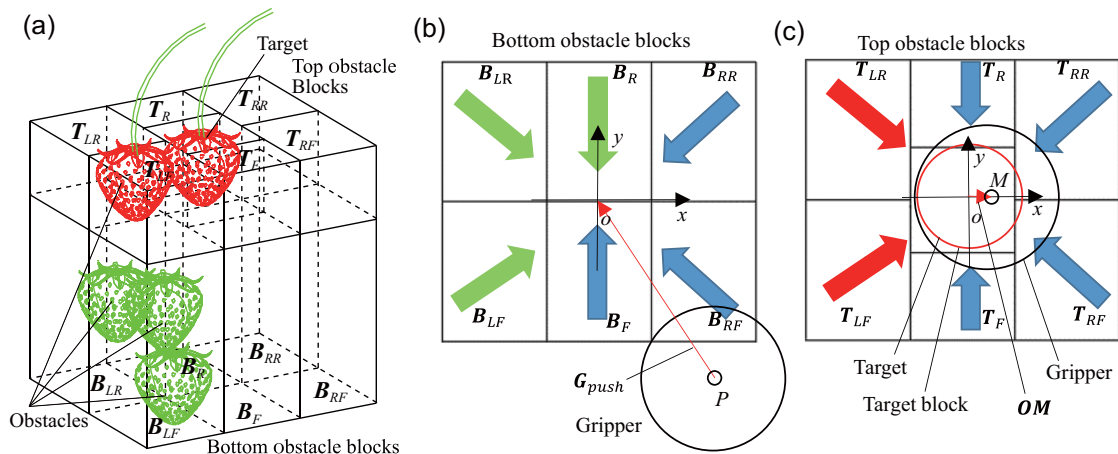 (a)
Target
Top obstacle
Blocks
T_R
T_RR
T_LR
T_RF
T_F
T_LF
B_RR
B_R
B_LR
B_RF
B_F
B_LF
Obstacles
Bottom obstacle blocks
(b)
Bottom obstacle blocks
B_LR
B_R
B_RR
y
x
o
B_LF
B_F
B_RF
G_push
P
Gripper
(c)
Top obstacle blocks
T_LR
T_R
T_RR
y
M
x
o
T_LF
T_F
T_RF
Target
Gripper
Target block
OM